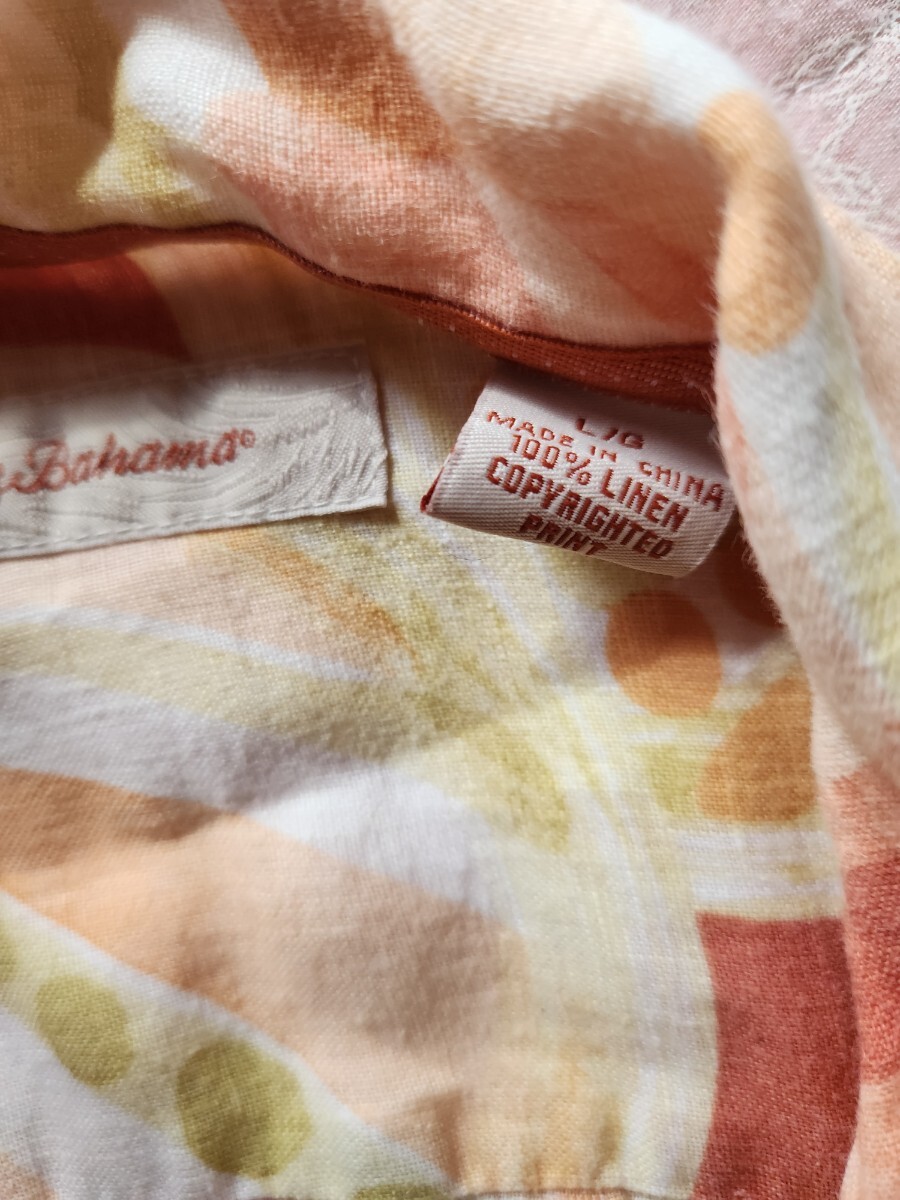 Bahama®
L/G
MADE IN CHINA
100% LINEN
COPYRIGHTED
PRINT